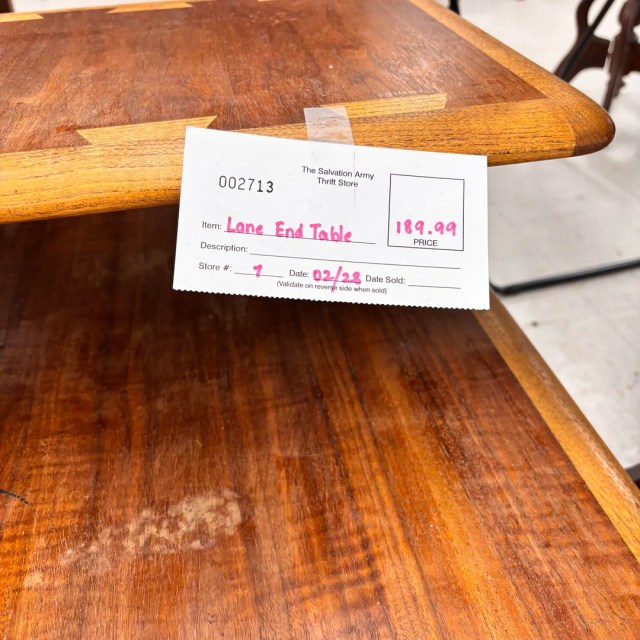 The Salvation Army
Thrift Store
002713
Item: Lane End Table
189.99
PRICE
Description:
Store #: 7 Date: 02/28 Date Sold:
(Validate on reverse side when sold)